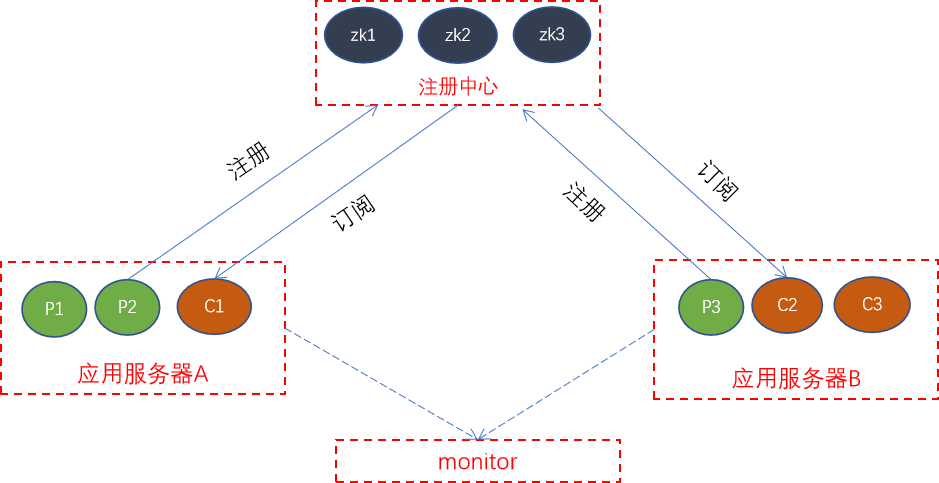 zk1 zk2 zk3
注册中心
注册
订阅
注册
订阅
P1 P2 C1
应用服务器A
P3 C2 C3
应用服务器B
monitor